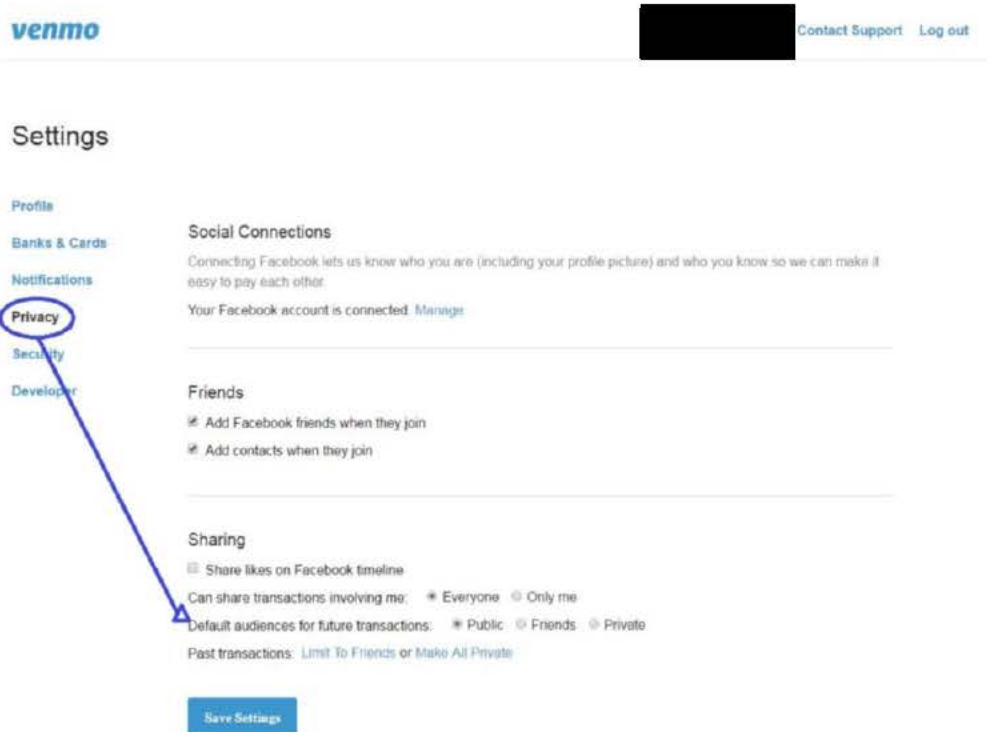 venmo
Contact Support Log out
Settings
Profile
Banks & Cards
Notifications
Privacy
Security
Developer
Social Connections
Connecting Facebook lets us know who you are (including your profile picture) and who you know so we can make it
easy to pay each other.
Your Facebook account is connected. Manage
Friends
Add Facebook friends when they join
Add contacts when they join
Sharing
Share likes on Facebook timeline
Can share transactions involving me: Everyone Only me
Default audiences for future transactions: Public Friends Private
Past transactions: Limit To Friends or Make All Private
Save Settings